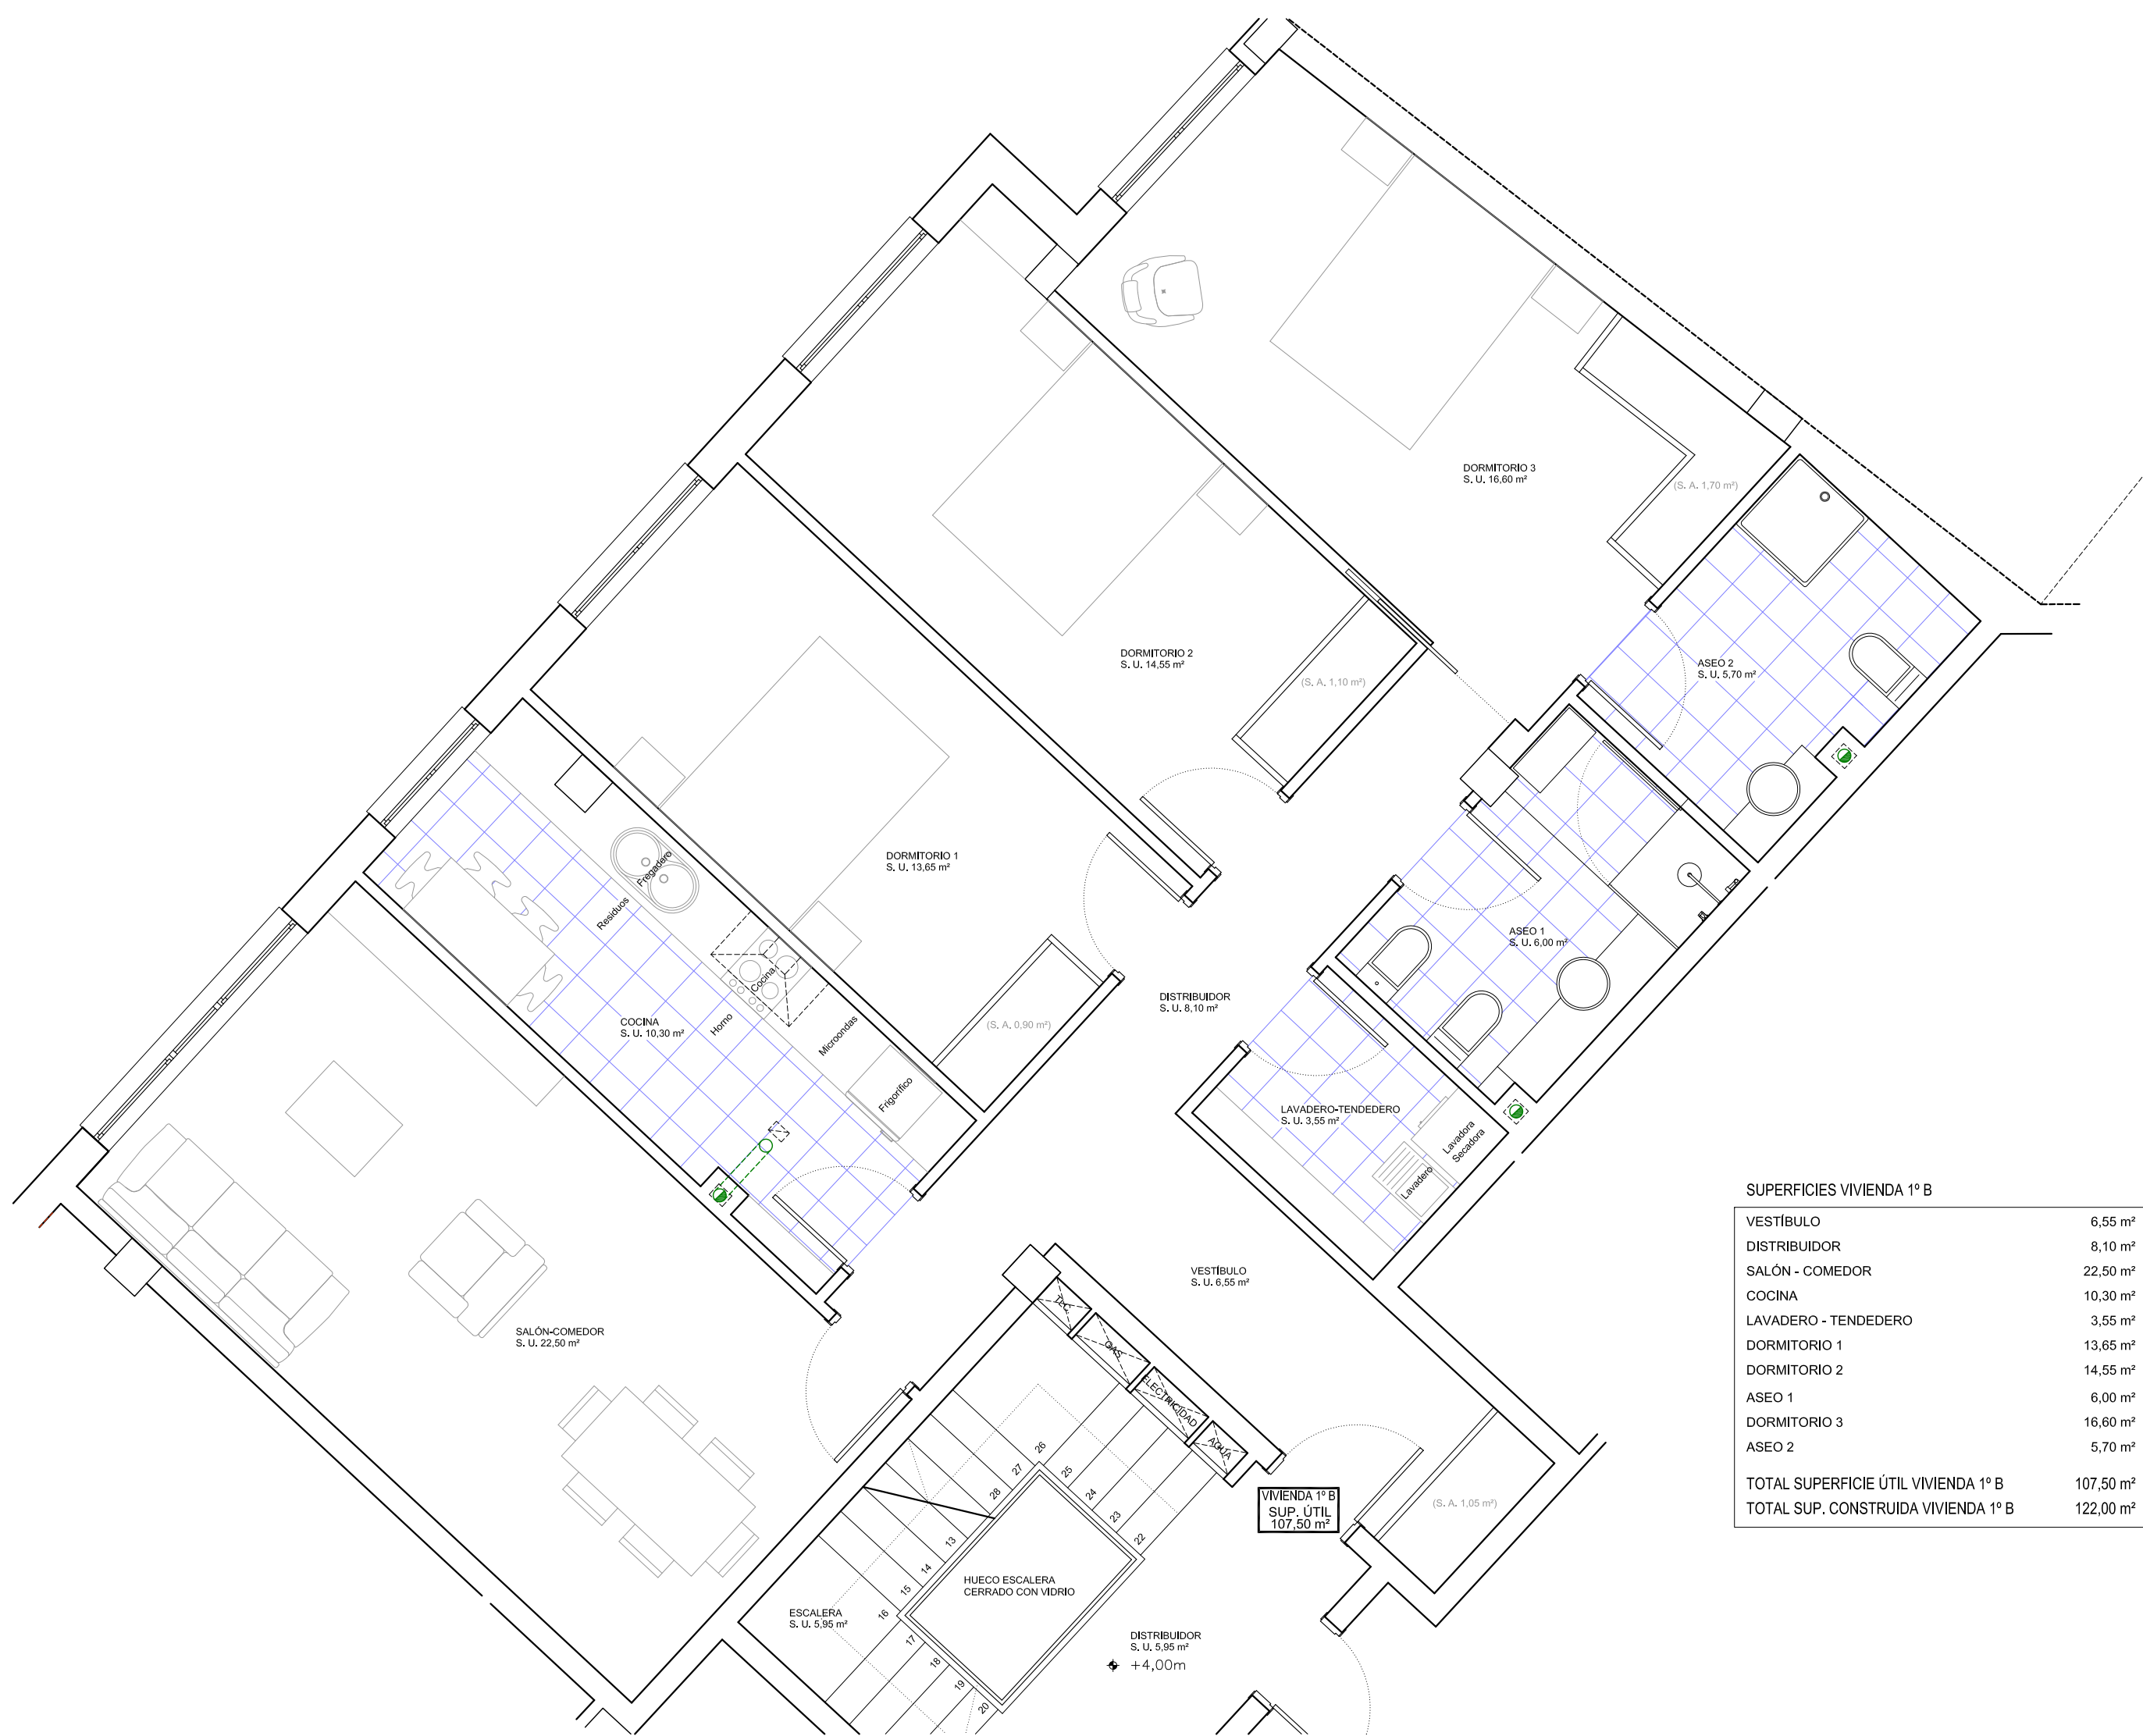 DORMITORIO 3
S. U. 16,60 m²
(S. A. 1,70 m²)
DORMITORIO 2
S. U. 14,55 m²
(S. A. 1,10 m²)
ASEO 2
S. U. 5,70 m²
DORMITORIO 1
S. U. 13,65 m²
Fregadero
Residuos
Cocina
Horno
Microondas
Frigorífico
COCINA
S. U. 10,30 m²
(S. A. 0,90 m²)
DISTRIBUIDOR
S. U. 8,10 m²
ASEO 1
S. U. 6,00 m²
LAVADERO-TENDEDERO
S. U. 3,55 m²
Lavadora
Secadora
Lavadero
VESTÍBULO
S. U. 6,55 m²
SALÓN-COMEDOR
S. U. 22,50 m²
TLC
GAS
ELECTRICIDAD
AGUA
26
27
28
25
24
23
22
13
14
15
16
17
18
19
20
HUECO ESCALERA
CERRADO CON VIDRIO
ESCALERA
S. U. 5,95 m²
DISTRIBUIDOR
S. U. 5,95 m²
+4,00m
VIVIENDA 1º B
SUP. ÚTIL
107,50 m²
(S. A. 1,05 m²)
SUPERFICIES VIVIENDA 1º B
VESTÍBULO 6,55 m²
DISTRIBUIDOR 8,10 m²
SALÓN - COMEDOR 22,50 m²
COCINA 10,30 m²
LAVADERO - TENDEDERO 3,55 m²
DORMITORIO 1 13,65 m²
DORMITORIO 2 14,55 m²
ASEO 1 6,00 m²
DORMITORIO 3 16,60 m²
ASEO 2 5,70 m²
TOTAL SUPERFICIE ÚTIL VIVIENDA 1º B 107,50 m²
TOTAL SUP. CONSTRUIDA VIVIENDA 1º B 122,00 m²